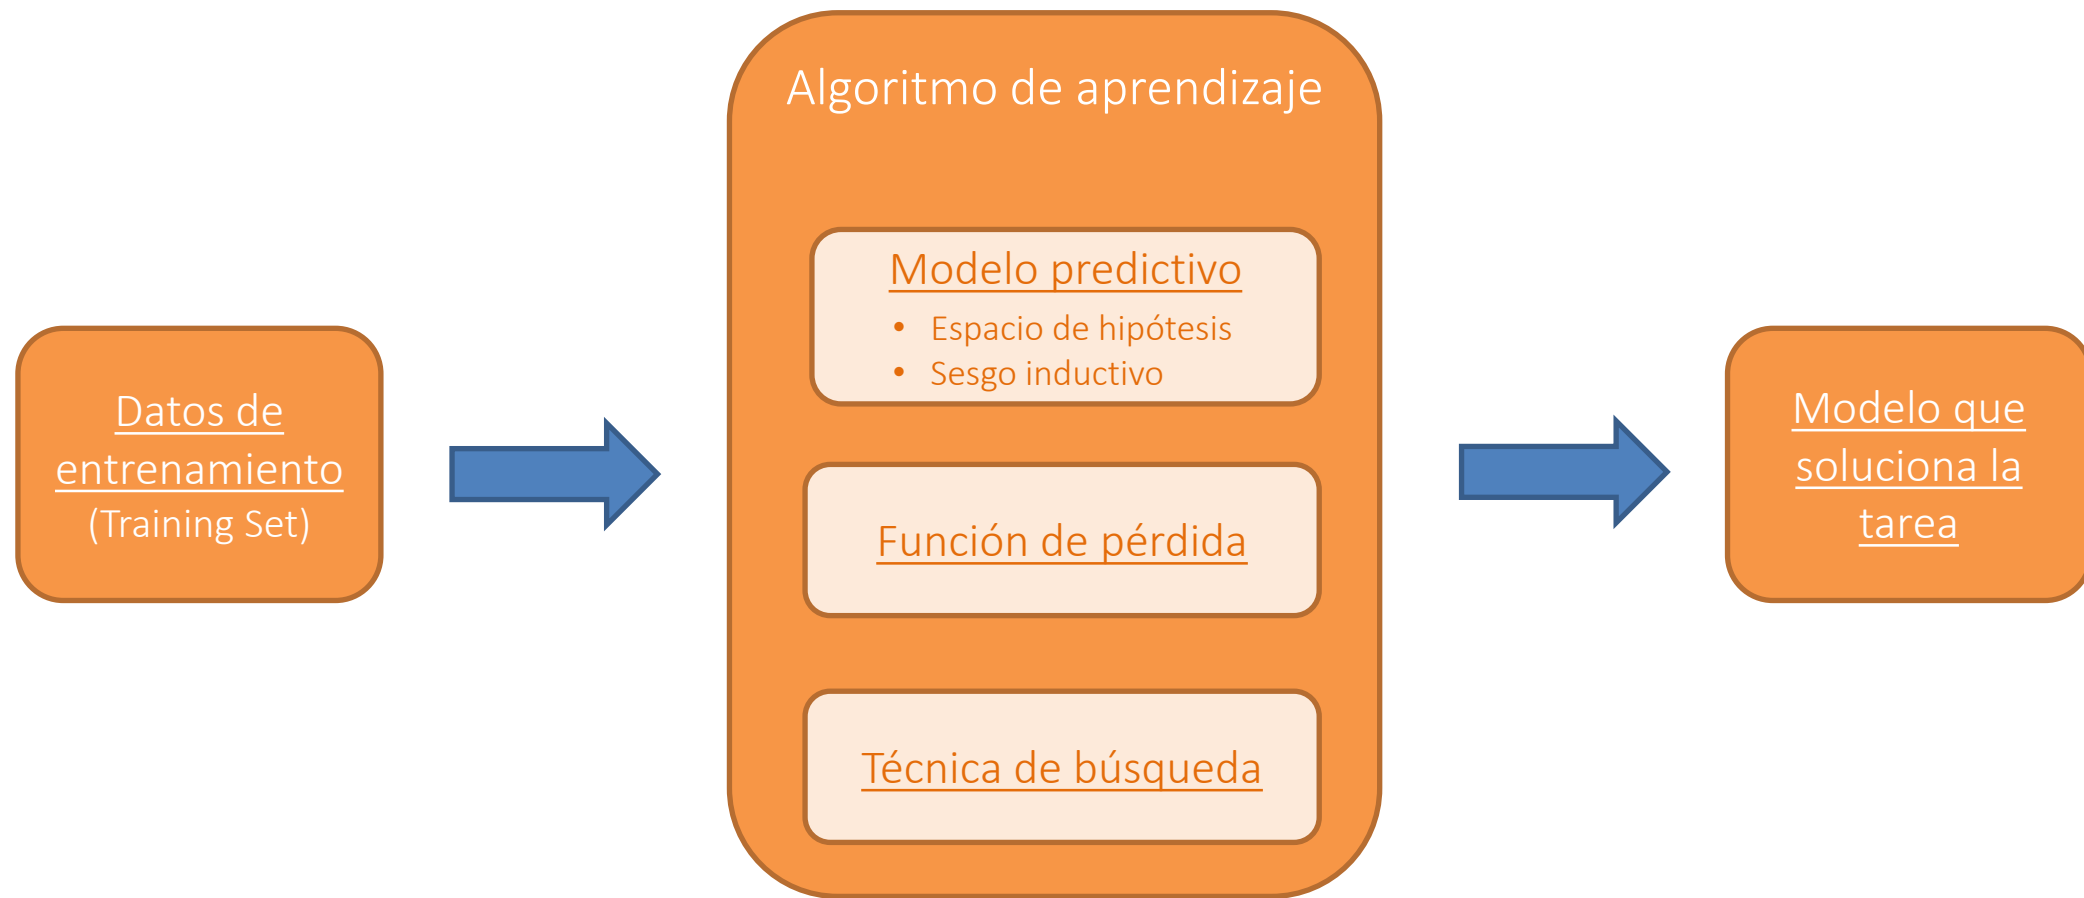 Algoritmo de aprendizaje
Modelo predictivo
• Espacio de hipótesis
• Sesgo inductivo
Datos de
entrenamiento
(Training Set)
Función de pérdida
Técnica de búsqueda
Modelo que
soluciona la
tarea